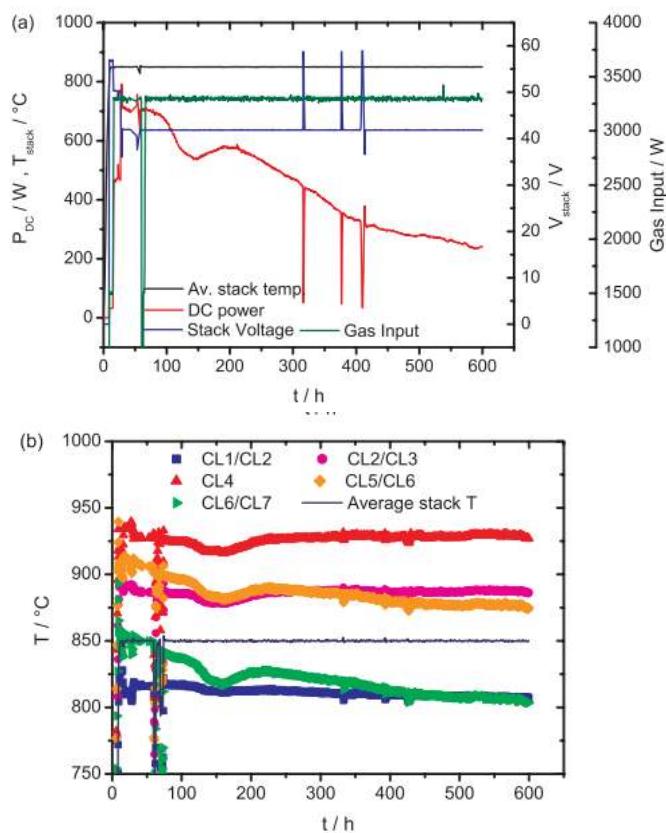 (a)
1000
800
600
400
200
0
P_DC / W , T_stack / °C
60
50
40
30
20
10
0
V_stack / V
4000
3500
3000
2500
2000
1500
1000
Gas Input / W
Av. stack temp.
DC power
Stack Voltage
Gas Input
0 100 200 300 400 500 600
t / h
(b)
1000
950
900
850
800
750
T / °C
CL1/CL2 CL2/CL3
CL4 CL5/CL6
CL6/CL7 Average stack T
0 100 200 300 400 500 600
t / h